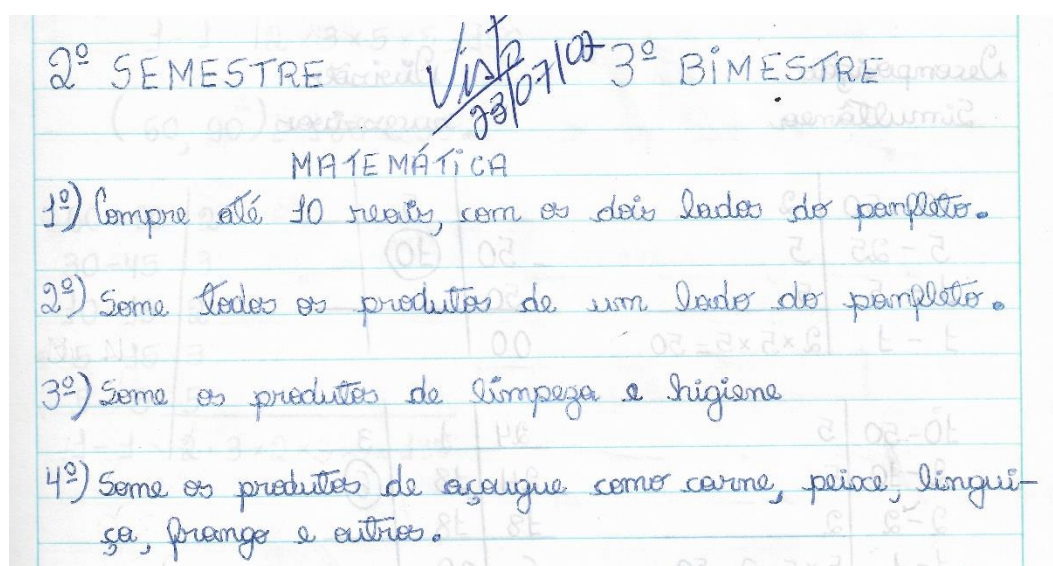 2º SEMESTRE Visto 23/07/07 3º BIMESTRE
MATEMÁTICA
1º) Compre até 10 reais, com os dois lados do panfleto.
2º) Some todos os produtos de um lado do panfleto.
3º) Some os produtos de limpeza e higiene
4º) Some os produtos de açougue como carne, peixe, lingui-
ça, frango e outros.